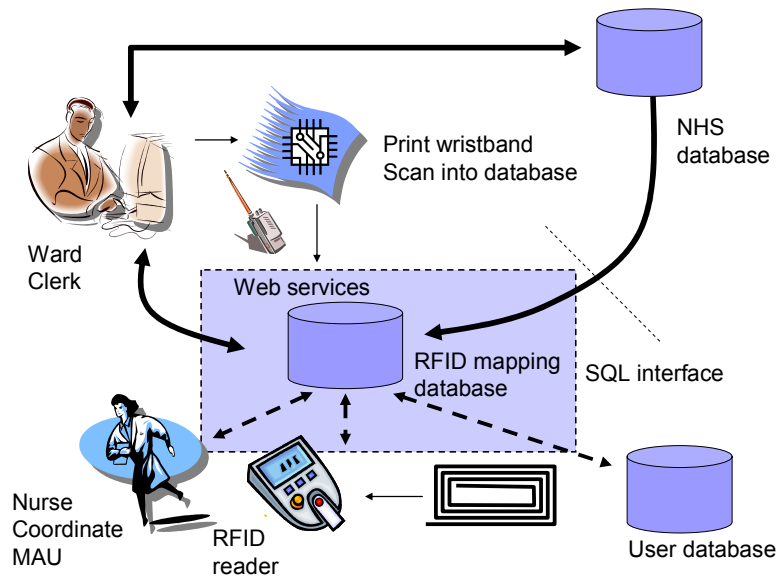 Print wristband
Scan into database
NHS
database
Ward
Clerk
Web services
RFID mapping
database
SQL interface
Nurse
Coordinate
MAU
RFID
reader
User database